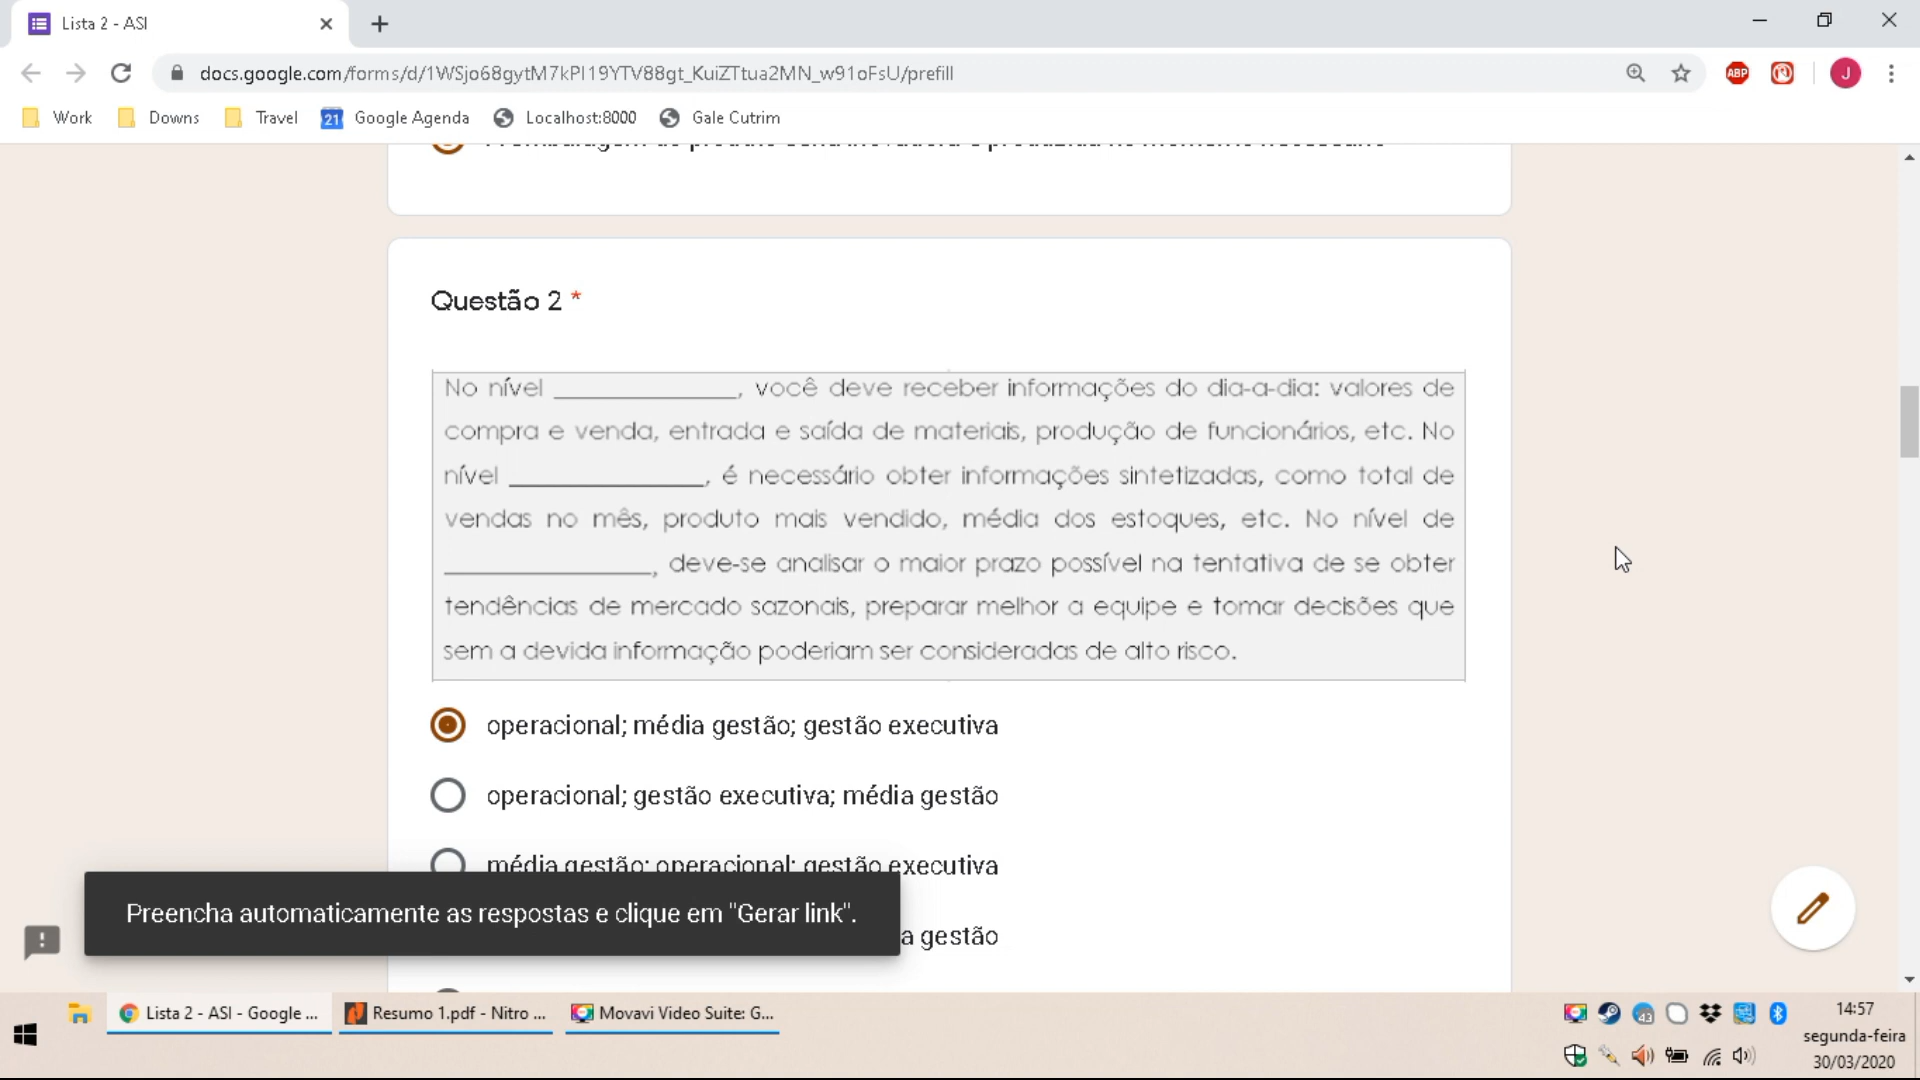 Lista 2 - ASI
docs.google.com/forms/d/1WSjo68gytM7kPI19YTV88gt_KuiZTtua2MN_w91oFsU/prefill
ABP
J
Work
Downs
Travel
21
Google Agenda
Localhost:8000
Gale Cutrim
Questão 2 *
No nível ____________, você deve receber informações do dia-a-dia: valores de
compra e venda, entrada e saída de materiais, produção de funcionários, etc. No
nível _____________, é necessário obter informações sintetizadas, como total de
vendas no mês, produto mais vendido, média dos estoques, etc. No nível de
______________, deve-se analisar o maior prazo possível na tentativa de se obter
tendências de mercado sazonais, preparar melhor a equipe e tomar decisões que
sem a devida informação poderiam ser consideradas de alto risco.
operacional; média gestão; gestão executiva
operacional; gestão executiva; média gestão
média gestão; operacional; gestão executiva
Preencha automaticamente as respostas e clique em "Gerar link".
a gestão
Lista 2 - ASI - Google ...
Resumo 1.pdf - Nitro ...
Movavi Video Suite: G...
43
14:57
segunda-feira
30/03/2020